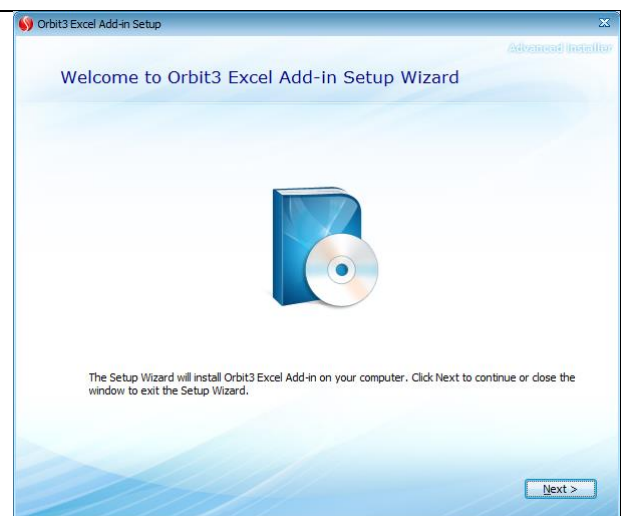 Orbit3 Excel Add-in Setup
Advanced Installer
Welcome to Orbit3 Excel Add-in Setup Wizard
The Setup Wizard will install Orbit3 Excel Add-in on your computer. Click Next to continue or close the
window to exit the Setup Wizard.
Next >